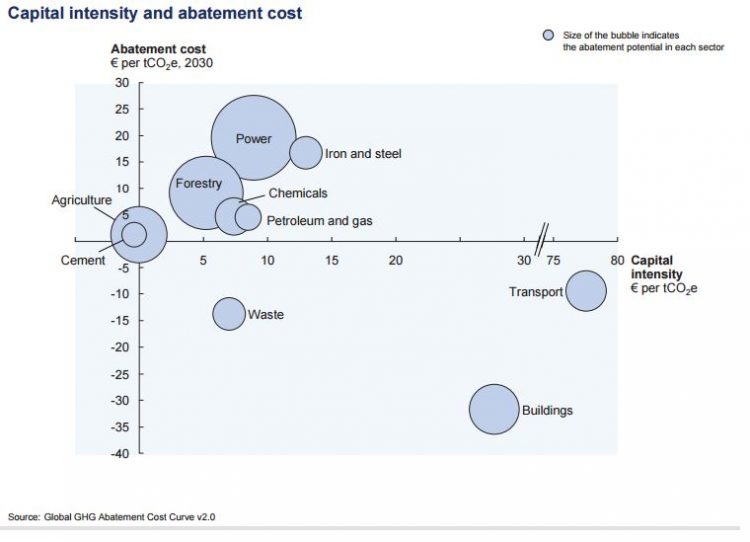 Capital intensity and abatement cost
Size of the bubble indicates
the abatement potential in each sector
Abatement cost
€ per tCO₂e, 2030
30
25
20
15
10
5
-5
-10
-15
-20
-25
-30
-35
-40
Power
Iron and steel
Forestry
Chemicals
Petroleum and gas
Agriculture
Cement
5 10 15 20 30 75 80
Capital
intensity
€ per tCO₂e
Transport
Waste
Buildings
Source: Global GHG Abatement Cost Curve v2.0